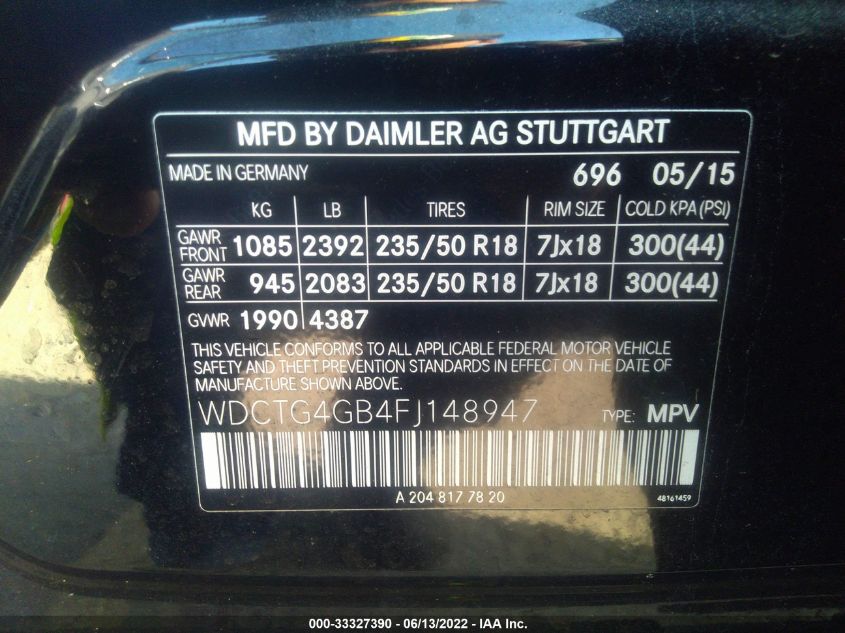 MFD BY DAIMLER AG STUTTGART
MADE IN GERMANY 696 05/15
KG LB TIRES RIM SIZE COLD KPA(PSI)
GAWR FRONT 1085 2392 235/50 R18 7Jx18 300(44)
GAWR REAR 945 2083 235/50 R18 7Jx18 300(44)
GVWR 1990 4387
THIS VEHICLE CONFORMS TO ALL APPLICABLE FEDERAL MOTOR VEHICLE
SAFETY AND THEFT PREVENTION STANDARDS IN EFFECT ON THE DATE OF
MANUFACTURE SHOWN ABOVE.
WDCTG4GB4FJ148947 TYPE: MPV
A 204 817 78 20 48161459
000-33327390 - 06/13/2022 - IAA Inc.